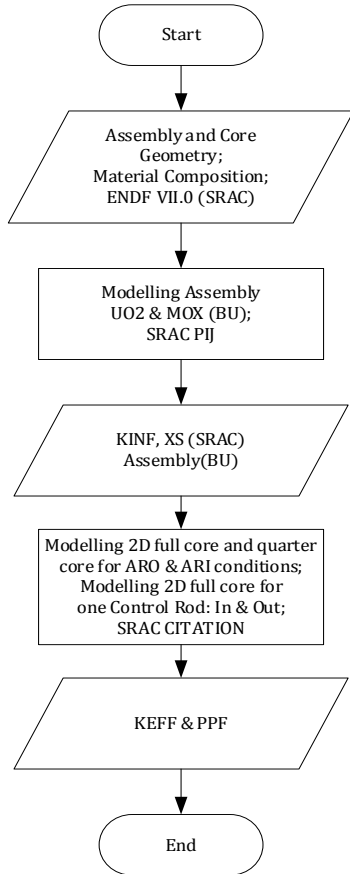 Start
Assembly and Core
Geometry;
Material Composition;
ENDF VII.0 (SRAC)
Modelling Assembly
UO2 & MOX (BU);
SRAC PIJ
KINF, XS (SRAC)
Assembly(BU)
Modelling 2D full core and quarter
core for ARO & ARI conditions;
Modelling 2D full core for
one Control Rod: In & Out;
SRAC CITATION
KEFF & PPF
End